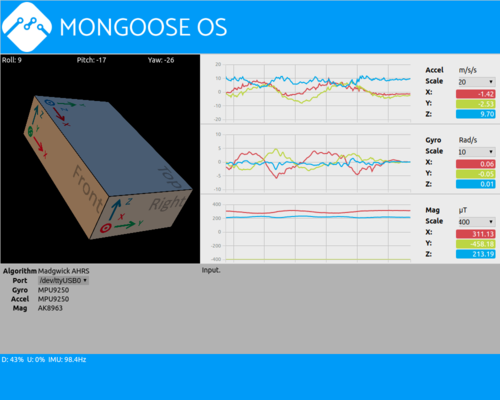 MONGOOSE OS
Roll: 9 Pitch: -17 Yaw: -26
Z Y X
Y Z X
Front
Top
Right
Z Y X
20
10
0
-10
-20
Accel m/s/s
Scale 20
X: -1.42
Y: -2.53
Z: 9.70
10
5
0
-5
-10
Gyro Rad/s
Scale 10
X: 0.06
Y: -0.05
Z: 0.01
400
200
0
-200
-400
Mag µT
Scale 400
X: 311.13
Y: -458.18
Z: 213.19
Algorithm Madgwick AHRS
Port /dev/ttyUSB0
Gyro MPU9250
Accel MPU9250
Mag AK8963
Input.
D: 43% U: 0% IMU: 98.4Hz